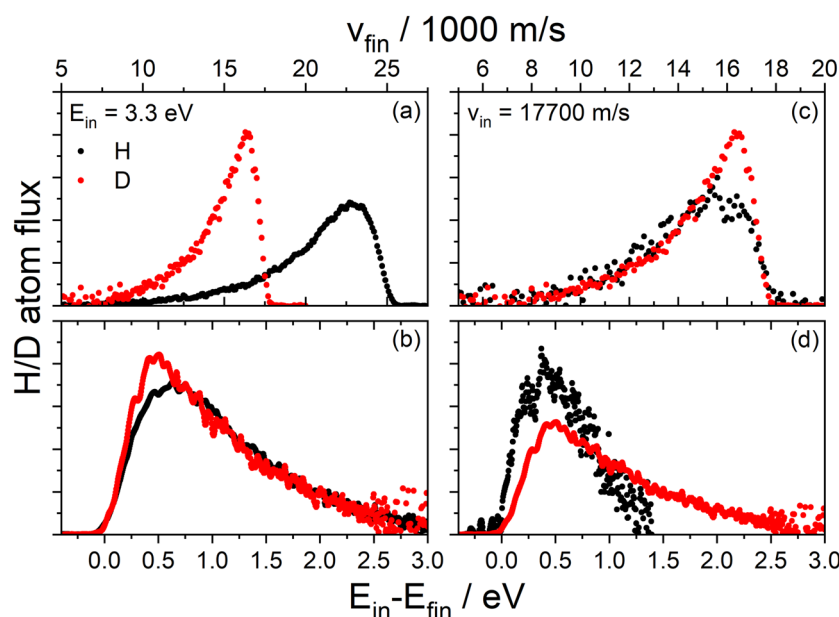 v_fin / 1000 m/s
5 10 15 20 25 6 8 10 12 14 16 18 20
E_in = 3.3 eV (a)
v_in = 17700 m/s (c)
H
D
H/D atom flux
(b) (d)
0.0 0.5 1.0 1.5 2.0 2.5 3.0 0.0 0.5 1.0 1.5 2.0 2.5 3.0
E_in-E_fin / eV